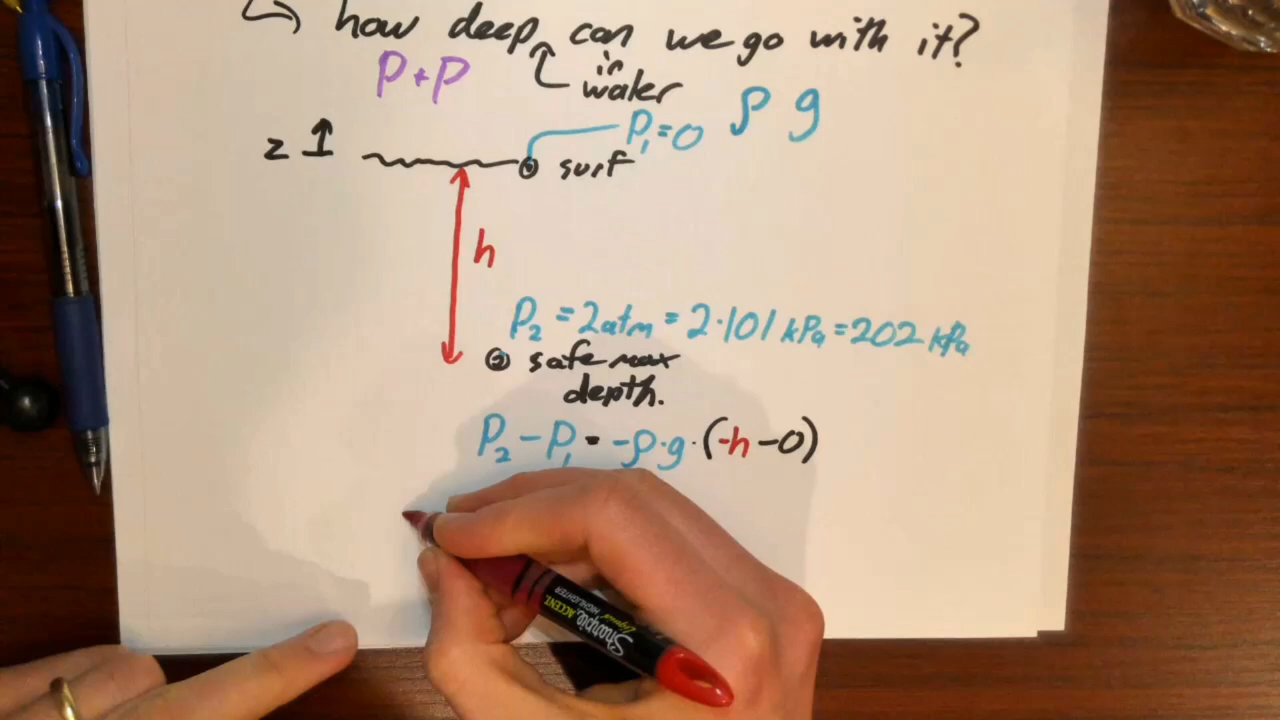 ↳ how deep can we go with it?
in
water
P+P
ρ g
P₁=0
z ↑
surf
h
P₂ = 2atm = 2·101 kPa = 202 kPa
② safe max
depth.
P₂ - P₁ = -ρ·g·(-h-0)
Sharpie ACCENT
Liquid HIGHLIGHTER